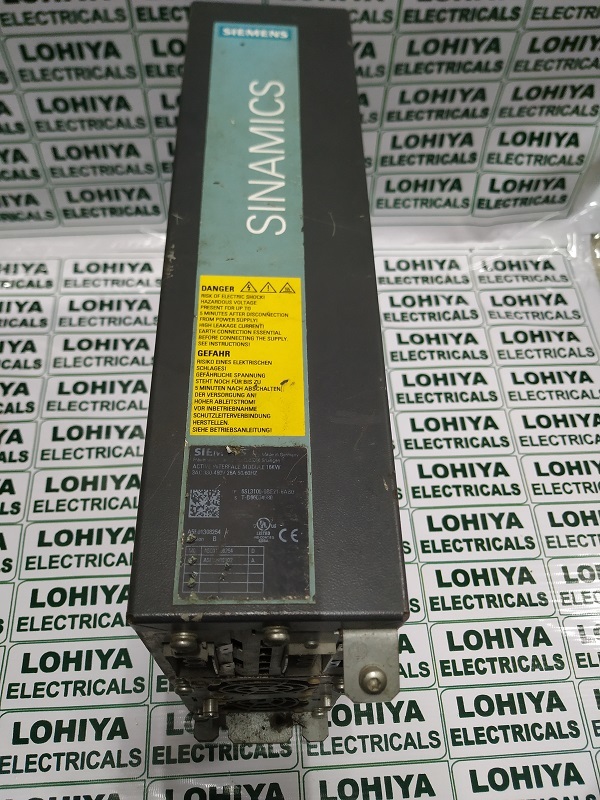 SIEMENS
SINAMICS
DANGER
RISK OF ELECTRIC SHOCK!
HAZARDOUS VOLTAGE
PRESENT FOR UP TO
5 MINUTES AFTER DISCONNECTION
FROM POWER SUPPLY!
HIGH LEAKAGE CURRENT!
EARTH CONNECTION ESSENTIAL
BEFORE CONNECTING THE SUPPLY.
SEE INSTRUCTIONS!
GEFAHR
RISIKO EINES ELEKTRISCHEN
SCHLAGES!
GEFÄHRLICHE SPANNUNG
STEHT NOCH FÜR BIS ZU
5 MINUTEN NACH ABSCHALTEN
DER VERSORGUNG AN!
HOHER ABLEITSTROM!
VOR INBETRIEBNAHME
SCHUTZLEITERVERBINDUNG
HERSTELLEN.
SIEHE BETRIEBSANLEITUNG!
ACTIVE INTERFACE MODULE 16KW
UL
LISTED
CE
LOHIYA
ELECTRICALS